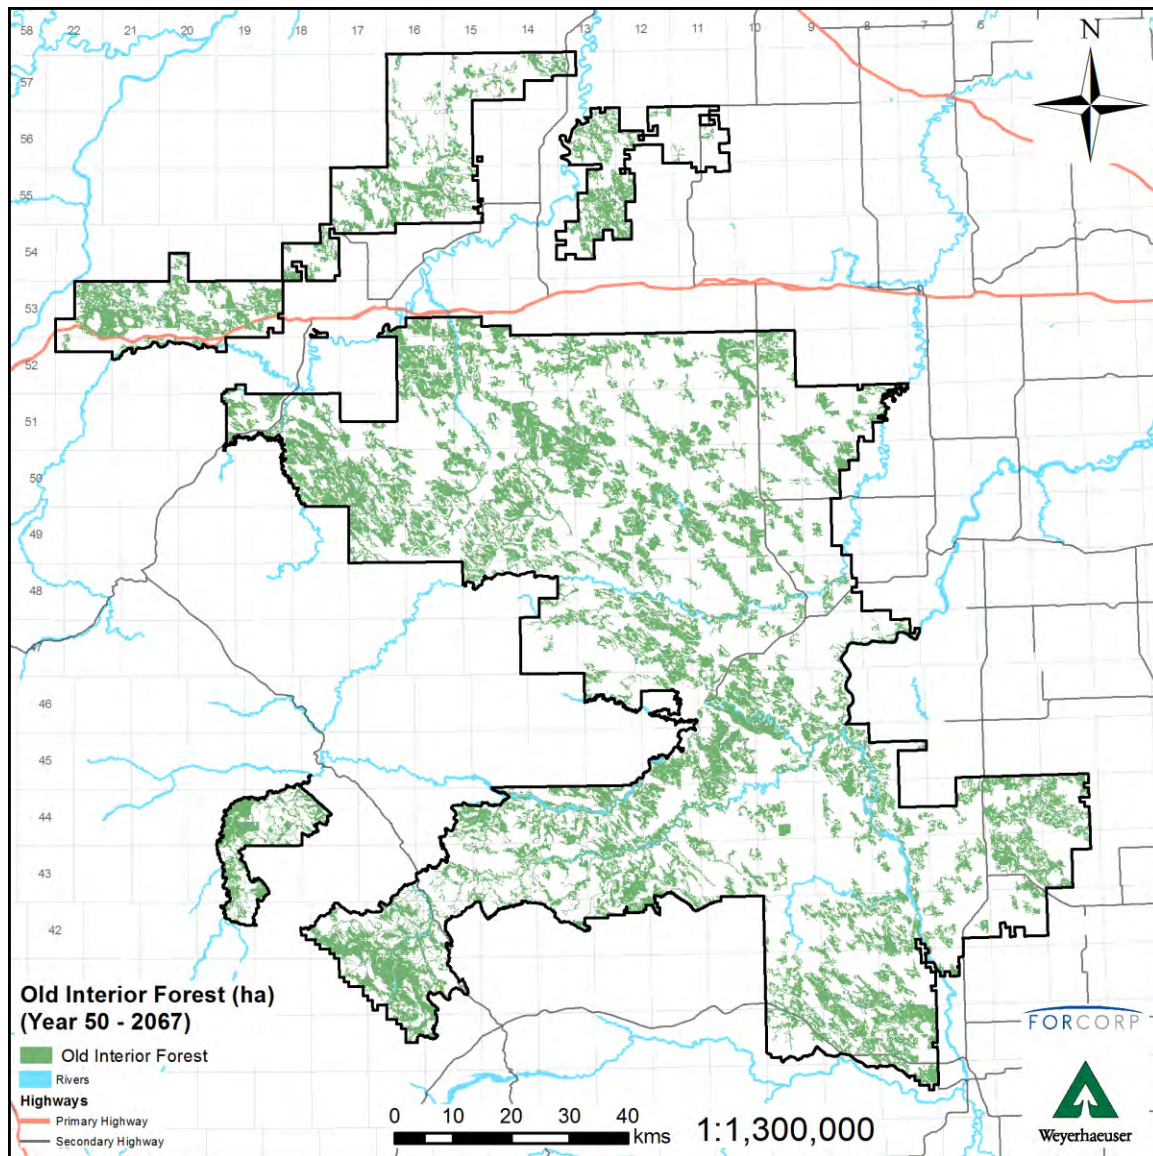 58 22 21 20 19 18 17 16 15 14 13 12 11 10 9 8 7 6
N
57
56
55
54
53
52
51
50
49
48
47
46
45
44
43
42
Old Interior Forest (ha)
(Year 50 - 2067)
Old Interior Forest
Rivers
Highways
Primary Highway
Secondary Highway
0 10 20 30 40
kms
1:1,300,000
FORCORP
Weyerhaeuser